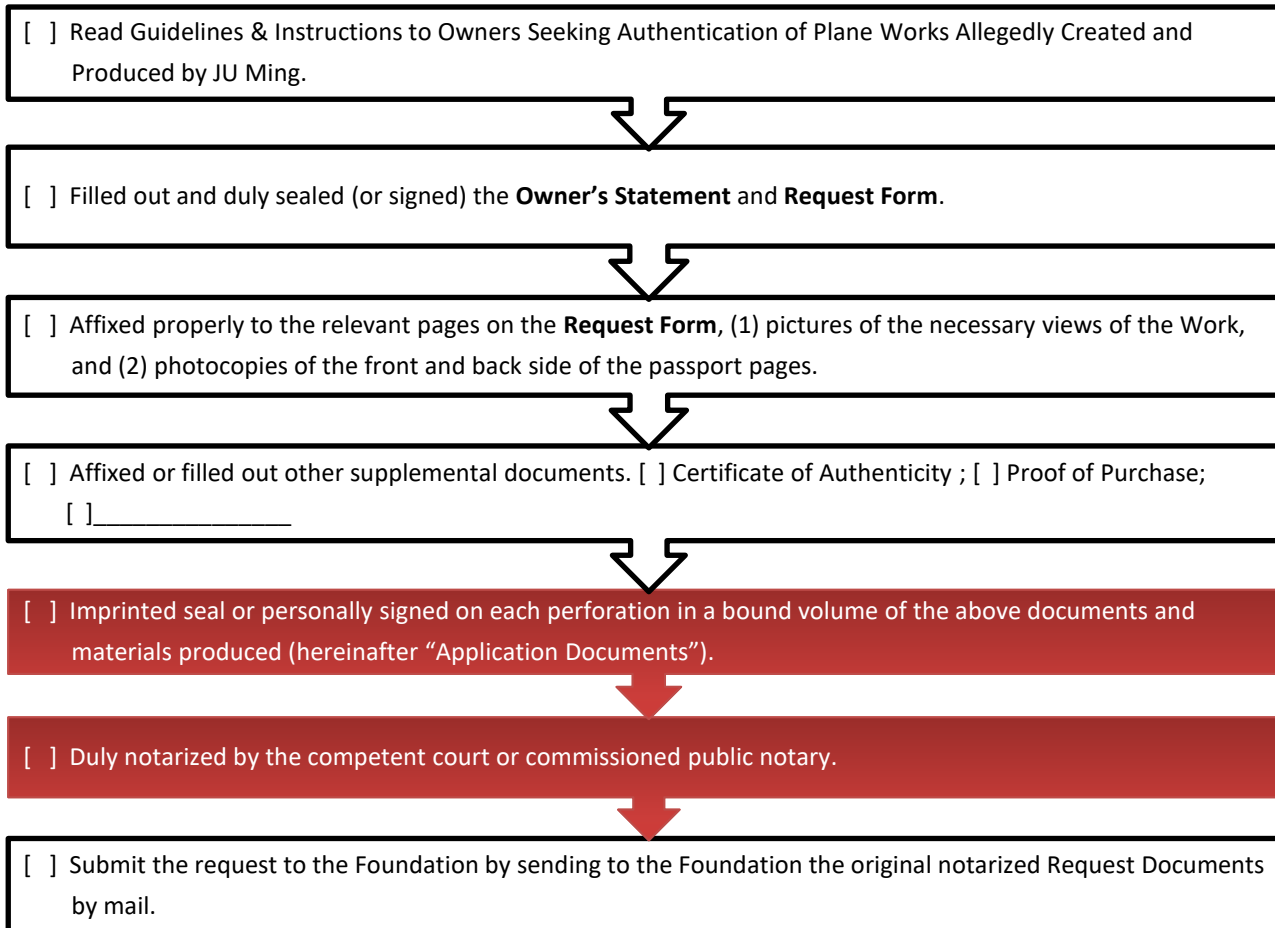 [ ] Read Guidelines & Instructions to Owners Seeking Authentication of Plane Works Allegedly Created and
Produced by JU Ming.
[ ] Filled out and duly sealed (or signed) the Owner’s Statement and Request Form.
[ ] Affixed properly to the relevant pages on the Request Form, (1) pictures of the necessary views of the Work,
and (2) photocopies of the front and back side of the passport pages.
[ ] Affixed or filled out other supplemental documents. [ ] Certificate of Authenticity ; [ ] Proof of Purchase;
[ ]_______________
[ ] Imprinted seal or personally signed on each perforation in a bound volume of the above documents and
materials produced (hereinafter “Application Documents”).
[ ] Duly notarized by the competent court or commissioned public notary.
[ ] Submit the request to the Foundation by sending to the Foundation the original notarized Request Documents
by mail.